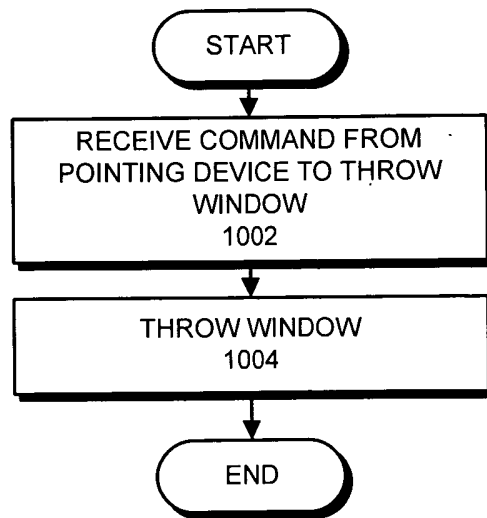 START
RECEIVE COMMAND FROM
POINTING DEVICE TO THROW
WINDOW
1002
THROW WINDOW
1004
END